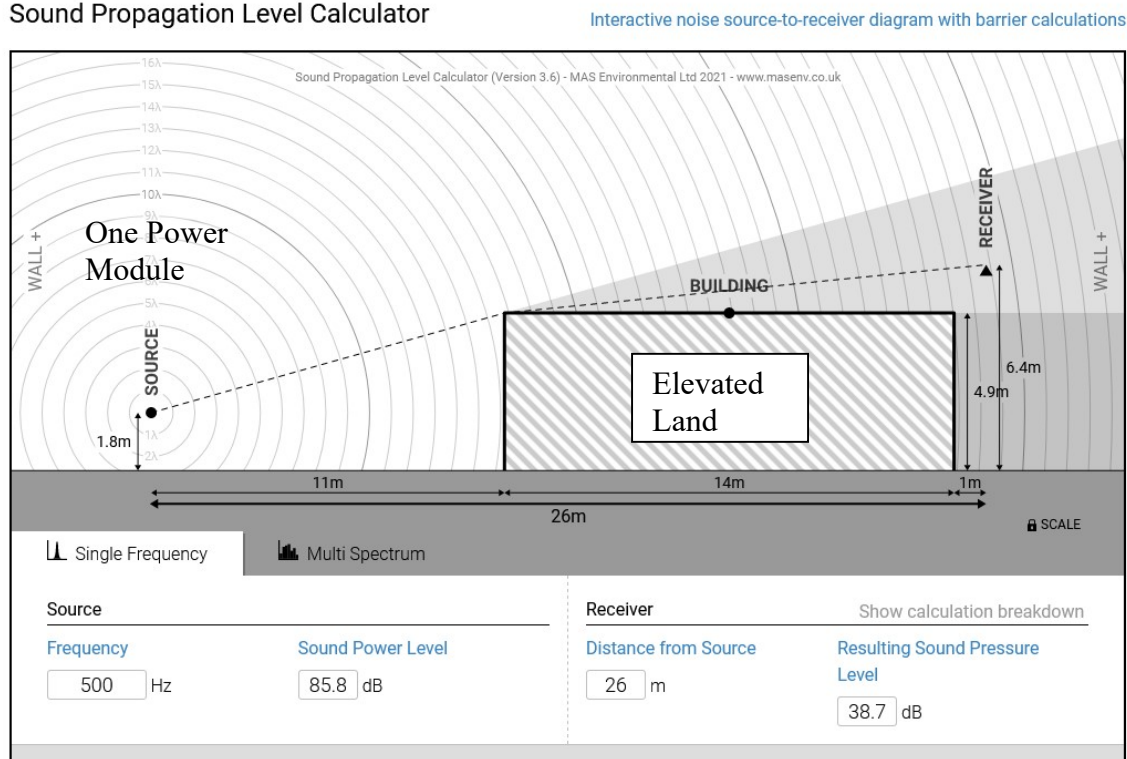 Sound Propagation Level Calculator
Interactive noise source-to-receiver diagram with barrier calculations
Sound Propagation Level Calculator (Version 3.6) - MAS Environmental Ltd 2021 - www.masenv.co.uk
16λ
15λ
14λ
13λ
12λ
11λ
10λ
9λ
One Power
Module
5λ
WALL +
SOURCE
1λ
2λ
1.8m
BUILDING
Elevated
Land
RECEIVER
WALL +
6.4m
4.9m
11m
14m
1m
26m
SCALE
Single Frequency
Multi Spectrum
Source
Frequency
500 Hz
Sound Power Level
85.8 dB
Receiver
Show calculation breakdown
Distance from Source
26 m
Resulting Sound Pressure
Level
38.7 dB